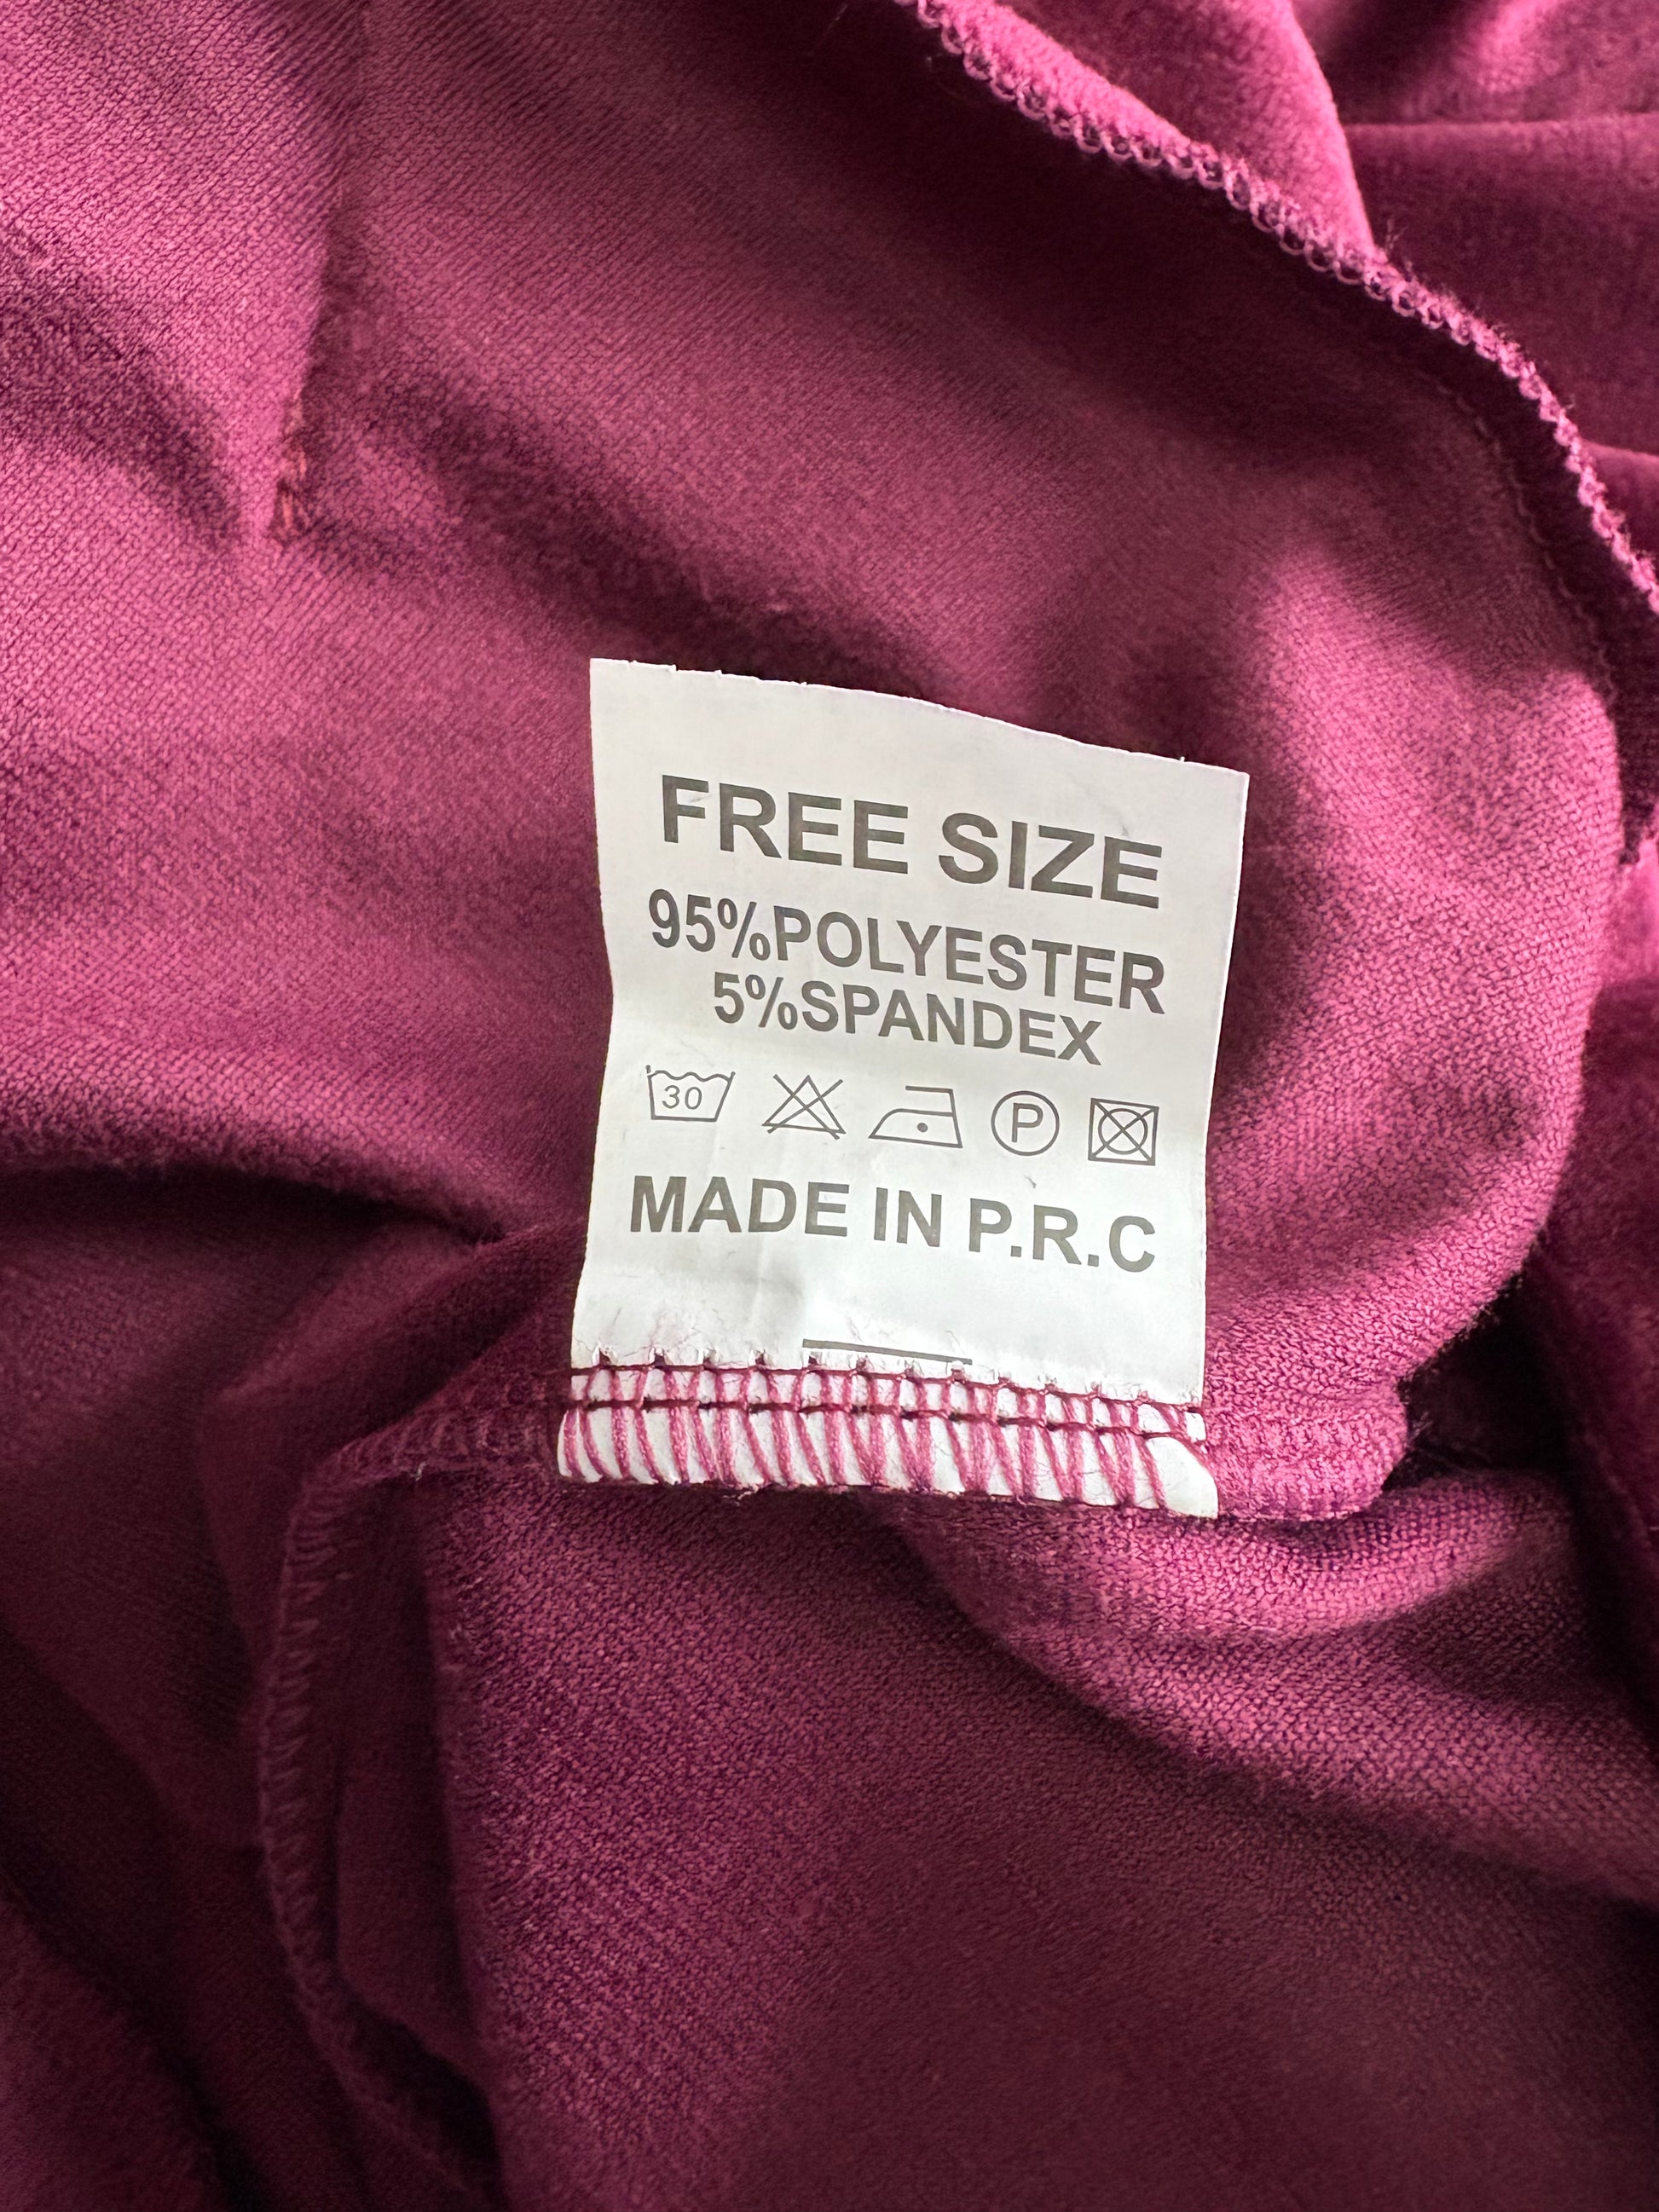 FREE SIZE
95%POLYESTER
5%SPANDEX
30 P
MADE IN P.R.C